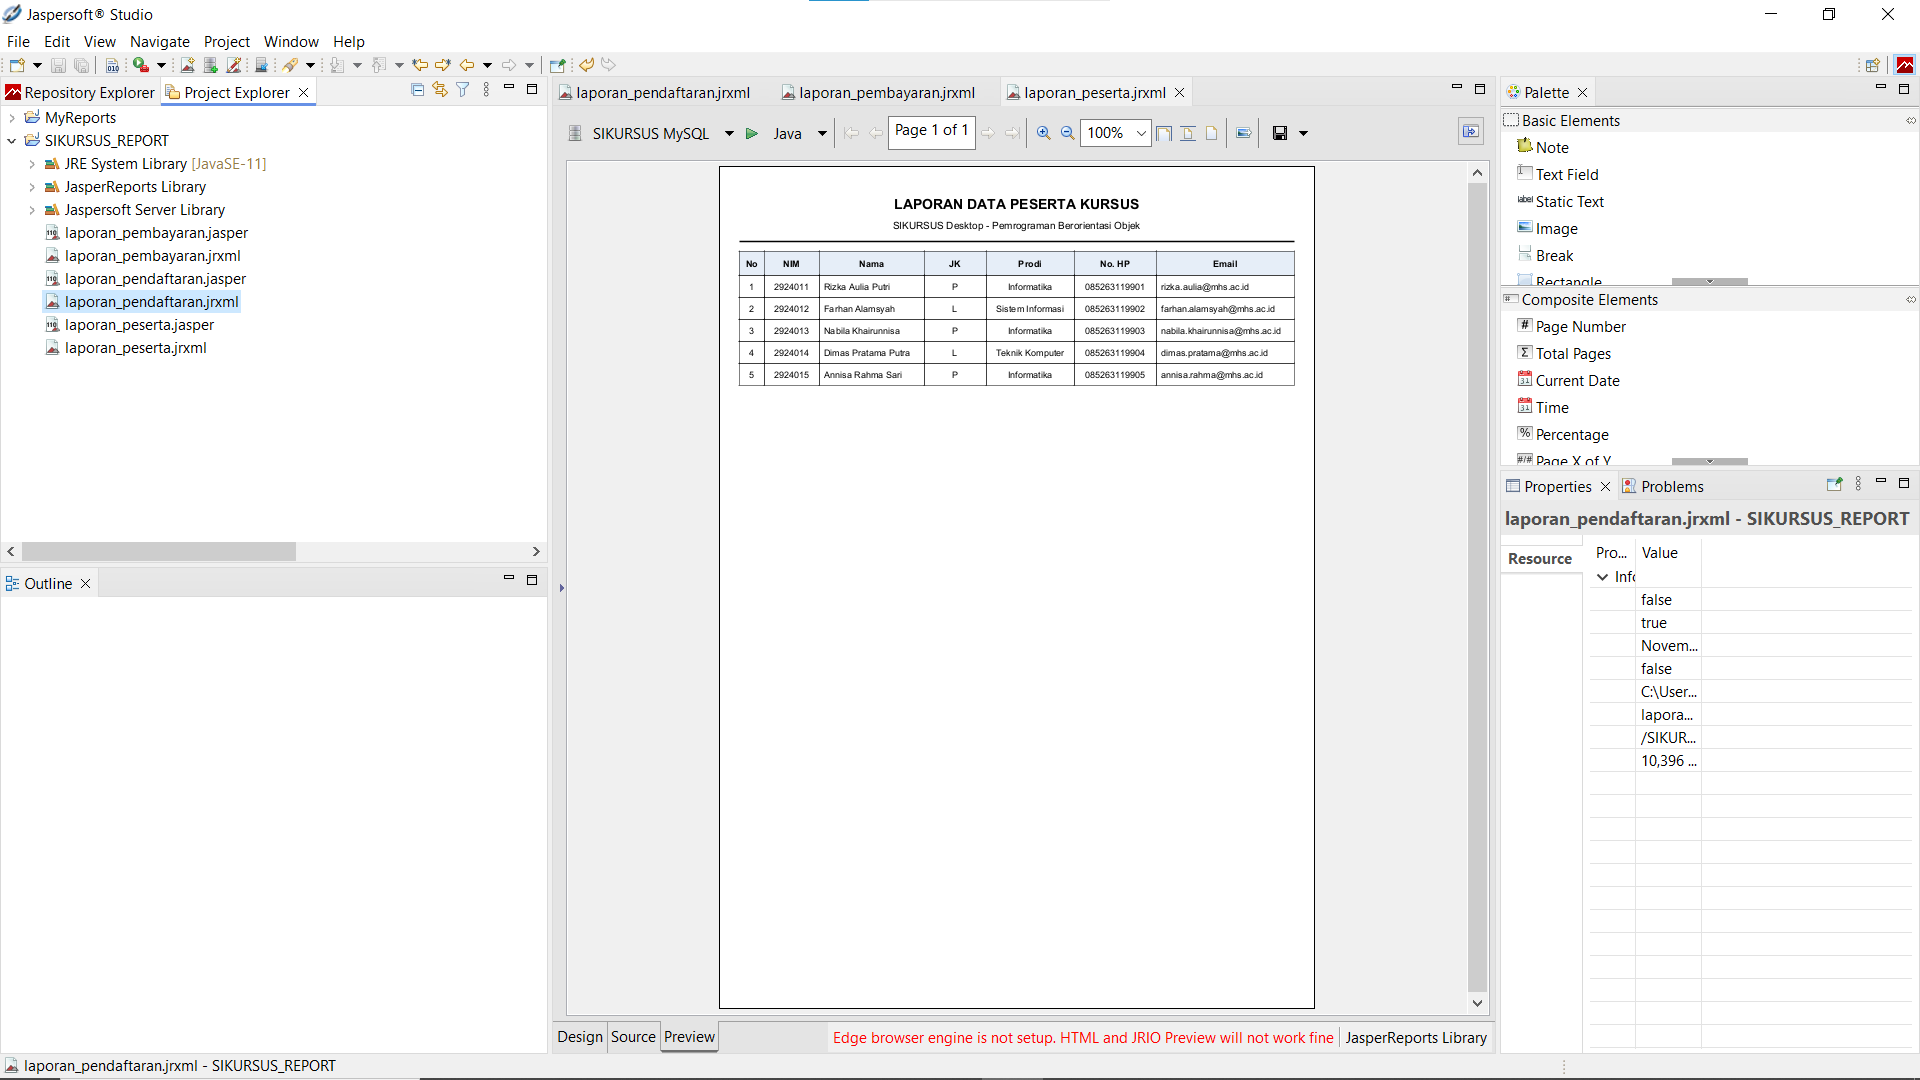 Jaspersoft® Studio
File Edit View Navigate Project Window Help
Repository Explorer Project Explorer
MyReports
SIKURSUS_REPORT
JRE System Library [JavaSE-11]
JasperReports Library
Jaspersoft Server Library
laporan_pembayaran.jasper
laporan_pembayaran.jrxml
laporan_pendaftaran.jasper
laporan_pendaftaran.jrxml
laporan_peserta.jasper
laporan_peserta.jrxml
Outline
laporan_pendaftaran.jrxml laporan_pembayaran.jrxml laporan_peserta.jrxml
SIKURSUS MySQL Java Page 1 of 1 100%
LAPORAN DATA PESERTA KURSUS
SIKURSUS Desktop - Pemrograman Berorientasi Objek
No NIM Nama JK Prodi No. HP Email
1 2924011 Rizka Aulia Putri P Informatika 085263119901 rizka.aulia@mhs.ac.id
2 2924012 Farhan Alamsyah L Sistem Informasi 085263119902 farhan.alamsyah@mhs.ac.id
3 2924013 Nabila Khairunnisa P Informatika 085263119903 nabila.khairunnisa@mhs.ac.id
4 2924014 Dimas Pratama Putra L Teknik Komputer 085263119904 dimas.pratama@mhs.ac.id
5 2924015 Annisa Rahma Sari P Informatika 085263119905 annisa.rahma@mhs.ac.id
Design Source Preview
Edge browser engine is not setup. HTML and JRIO Preview will not work fine JasperReports Library
Palette
Basic Elements
Note
Text Field
Static Text
Image
Break
Rectangle
Composite Elements
Page Number
Total Pages
Current Date
Time
Percentage
Page X of Y
Properties Problems
laporan_pendaftaran.jrxml - SIKURSUS_REPORT
Resource
Pro... Value
Info
false
true
Novem...
false
C:\User...
lapora...
/SIKUR...
10,396 ...
laporan_pendaftaran.jrxml - SIKURSUS_REPORT